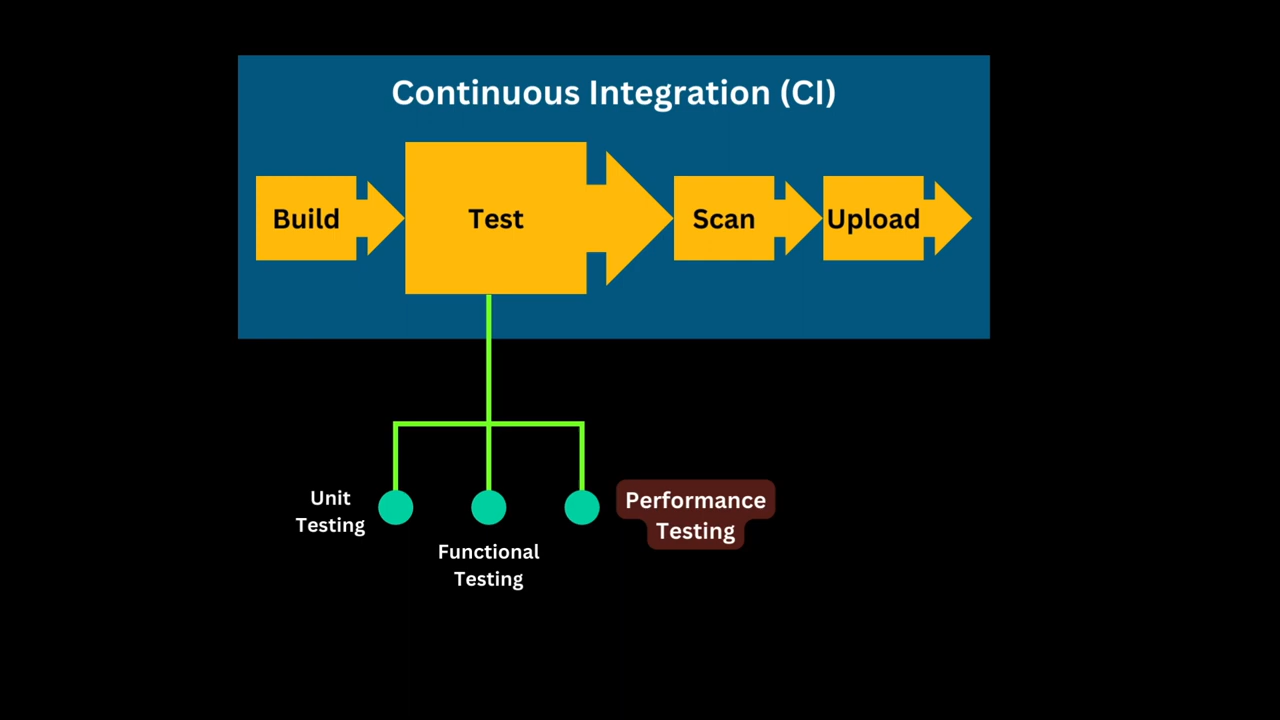 Continuous Integration (CI)
Build
Test
Scan
Upload
Unit
Testing
Functional
Testing
Performance
Testing